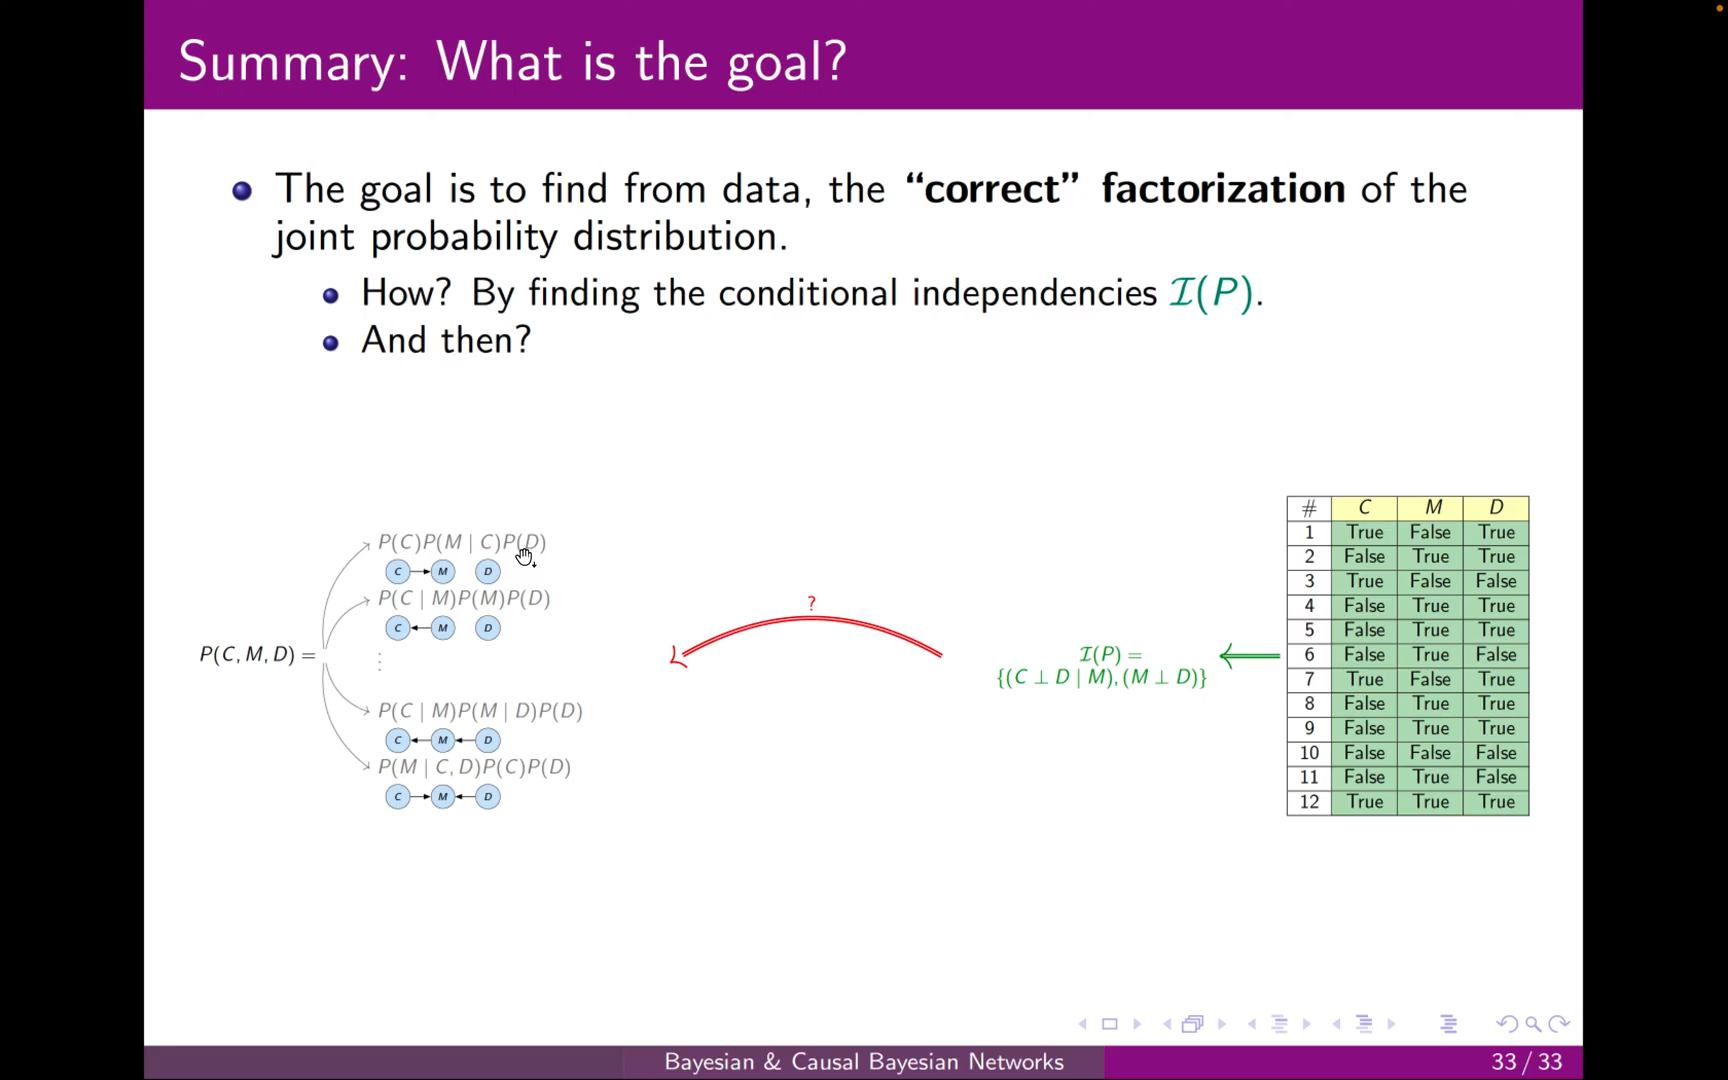 Summary: What is the goal?
The goal is to find from data, the “correct” factorization of the
joint probability distribution.
How? By finding the conditional independencies ℐ(P).
And then?
P(C, M, D) =
P(C)P(M | C)P(D)
C M D
P(C | M)P(M)P(D)
C M D
⋮
P(C | M)P(M | D)P(D)
C M D
P(M | C, D)P(C)P(D)
C M D
?
ℐ(P) =
{(C ⊥ D | M), (M ⊥ D)}
# C M D
1 True False True
2 False True True
3 True False False
4 False True True
5 False True True
6 False True False
7 True False True
8 False True True
9 False True True
10 False False False
11 False True False
12 True True True
Bayesian & Causal Bayesian Networks
33 / 33